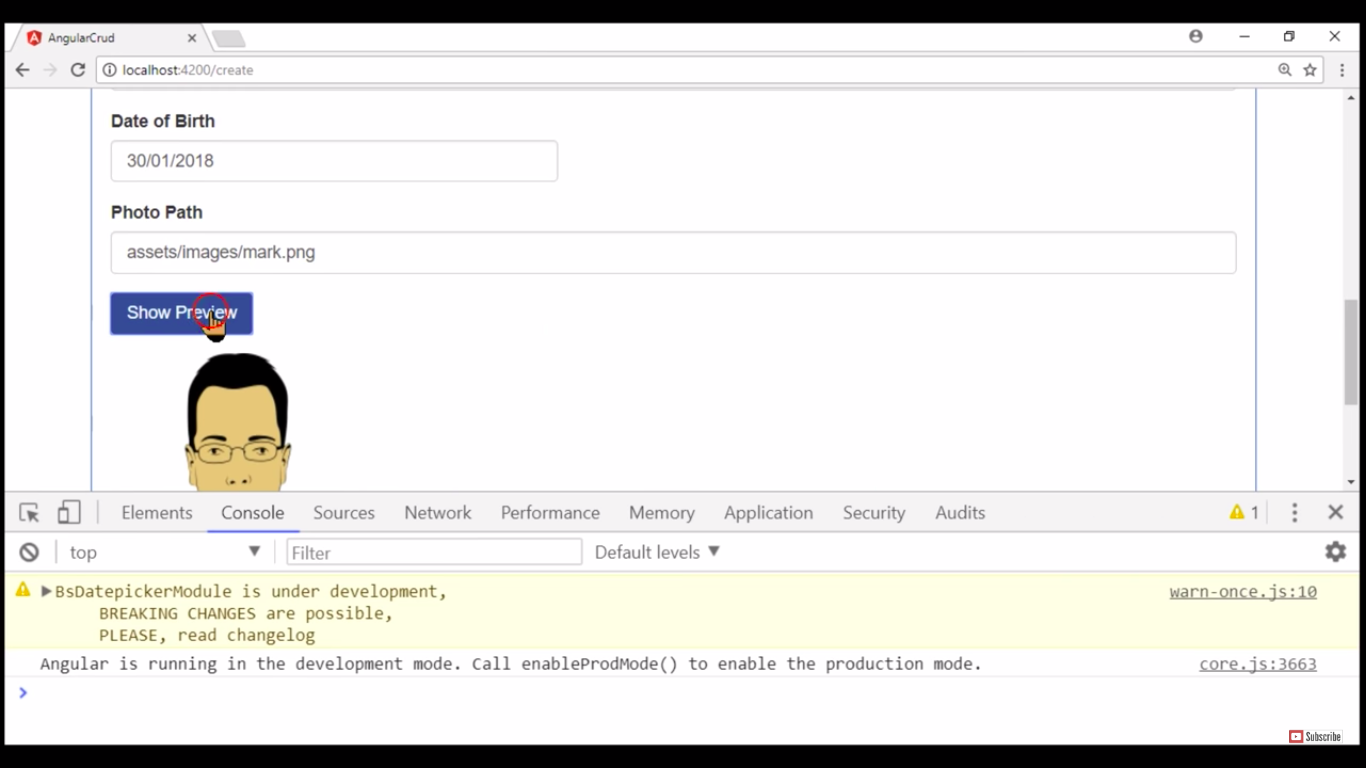 AngularCrud
localhost:4200/create
Date of Birth
30/01/2018
Photo Path
assets/images/mark.png
Show Preview
Elements Console Sources Network Performance Memory Application Security Audits 1
top Filter Default levels
BsDatepickerModule is under development, warn-once.js:10
BREAKING CHANGES are possible,
PLEASE, read changelog
Angular is running in the development mode. Call enableProdMode() to enable the production mode. core.js:3663
Subscribe